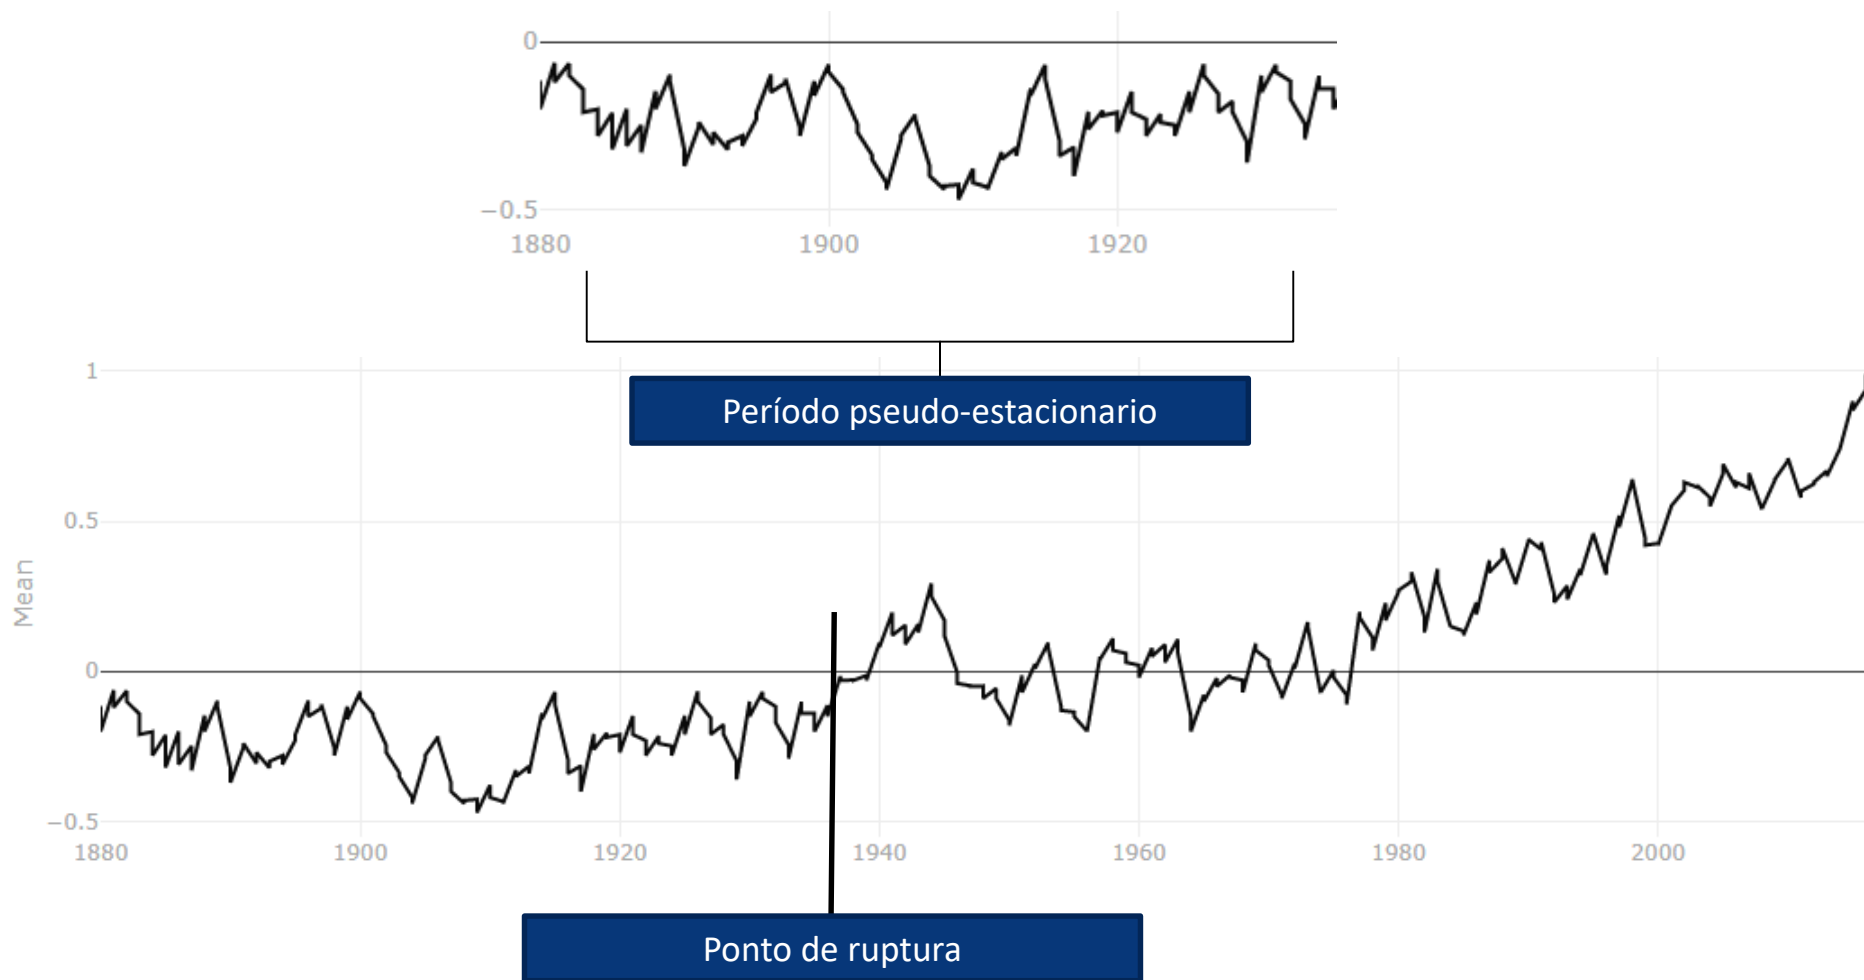 0
−0.5
1880 1900 1920
Período pseudo-estacionario
1
0.5
Mean
0
−0.5
1880 1900 1920 1940 1960 1980 2000
Ponto de ruptura